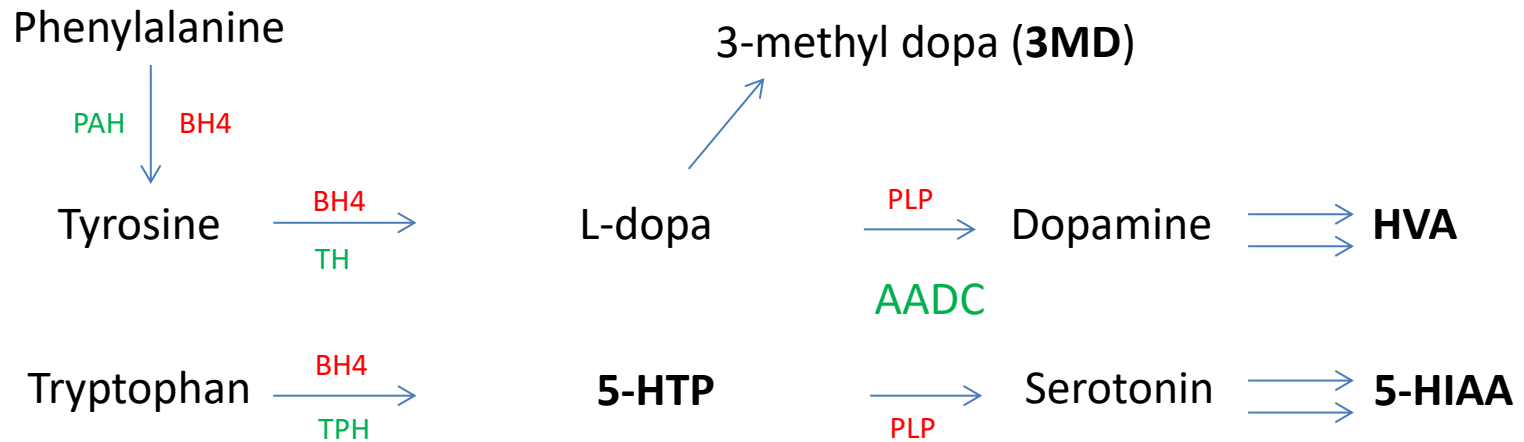 Phenylalanine
3-methyl dopa (3MD)
PAH BH4
Tyrosine
BH4
TH
L-dopa
PLP
Dopamine
HVA
AADC
Tryptophan
BH4
TPH
5-HTP
PLP
Serotonin
5-HIAA